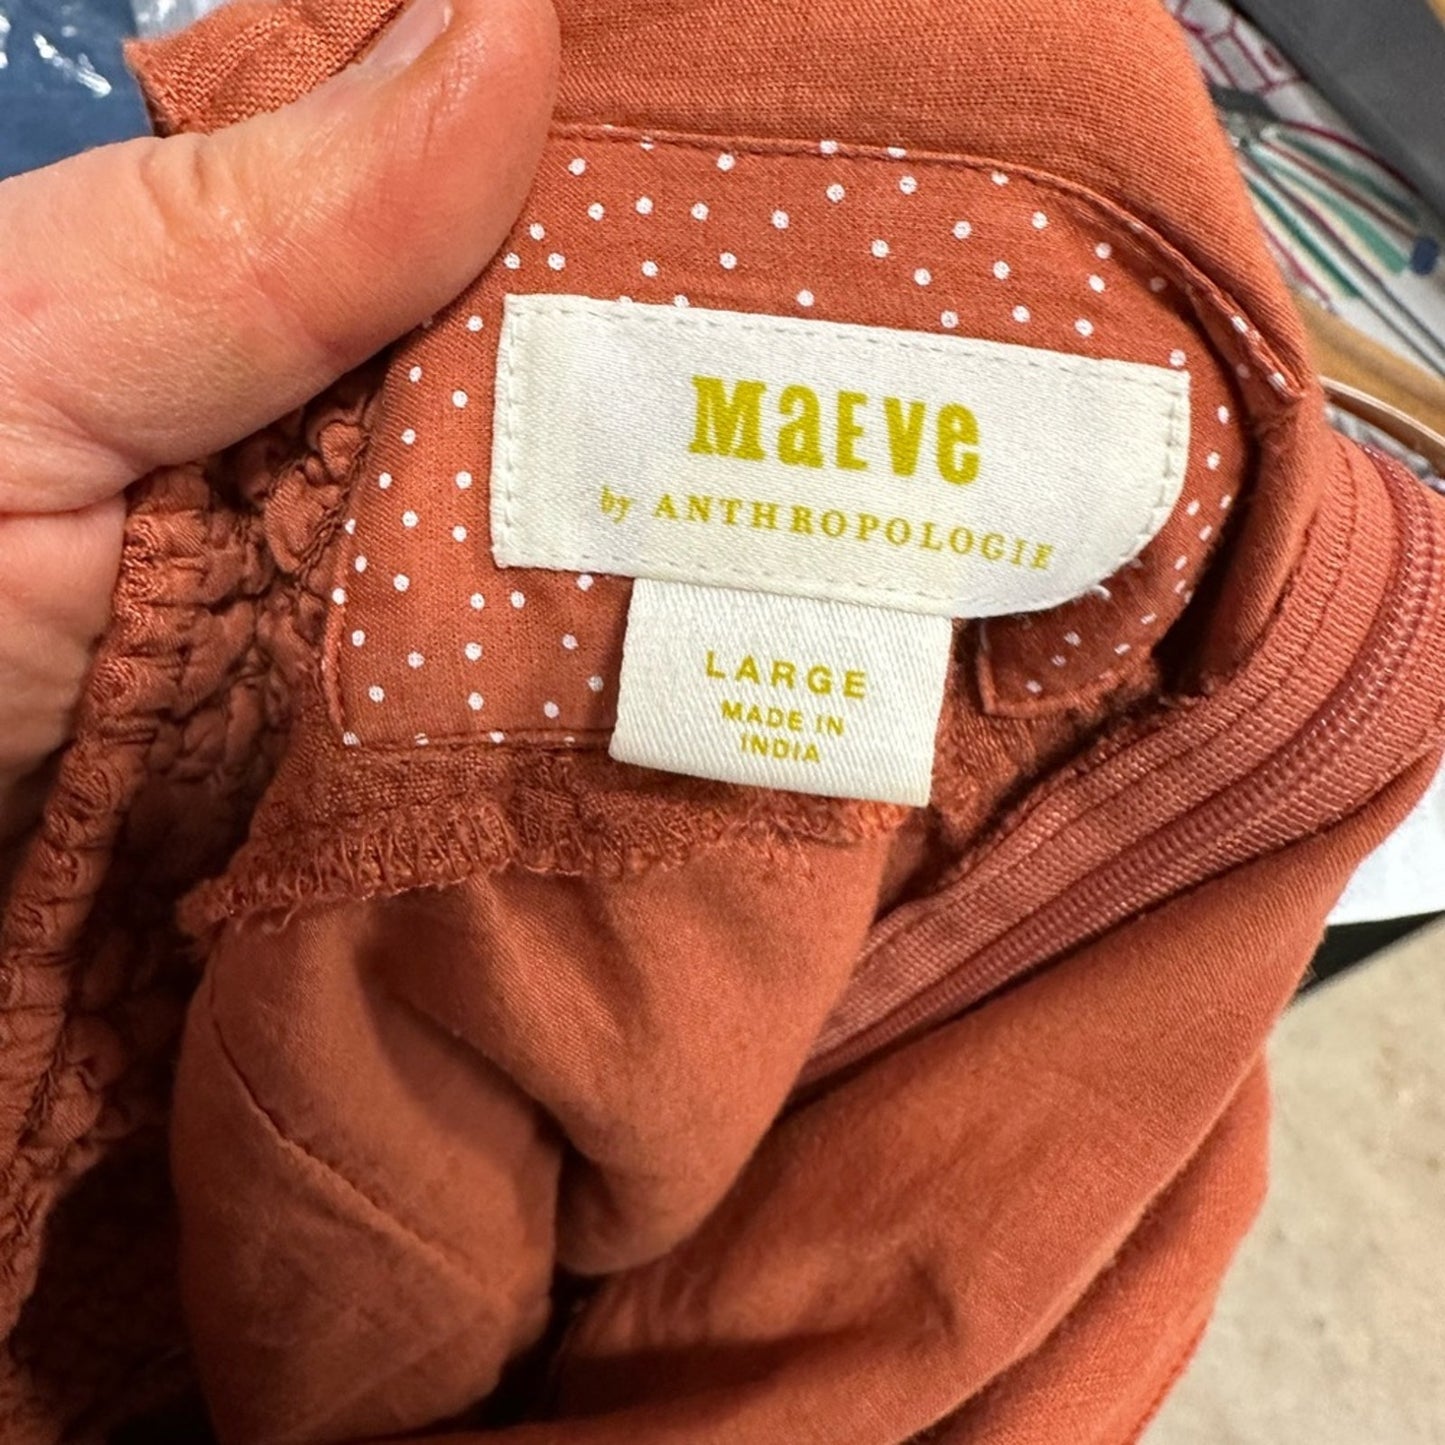 MaEVe
by ANTHROPOLOGIE
LARGE
MADE IN
INDIA